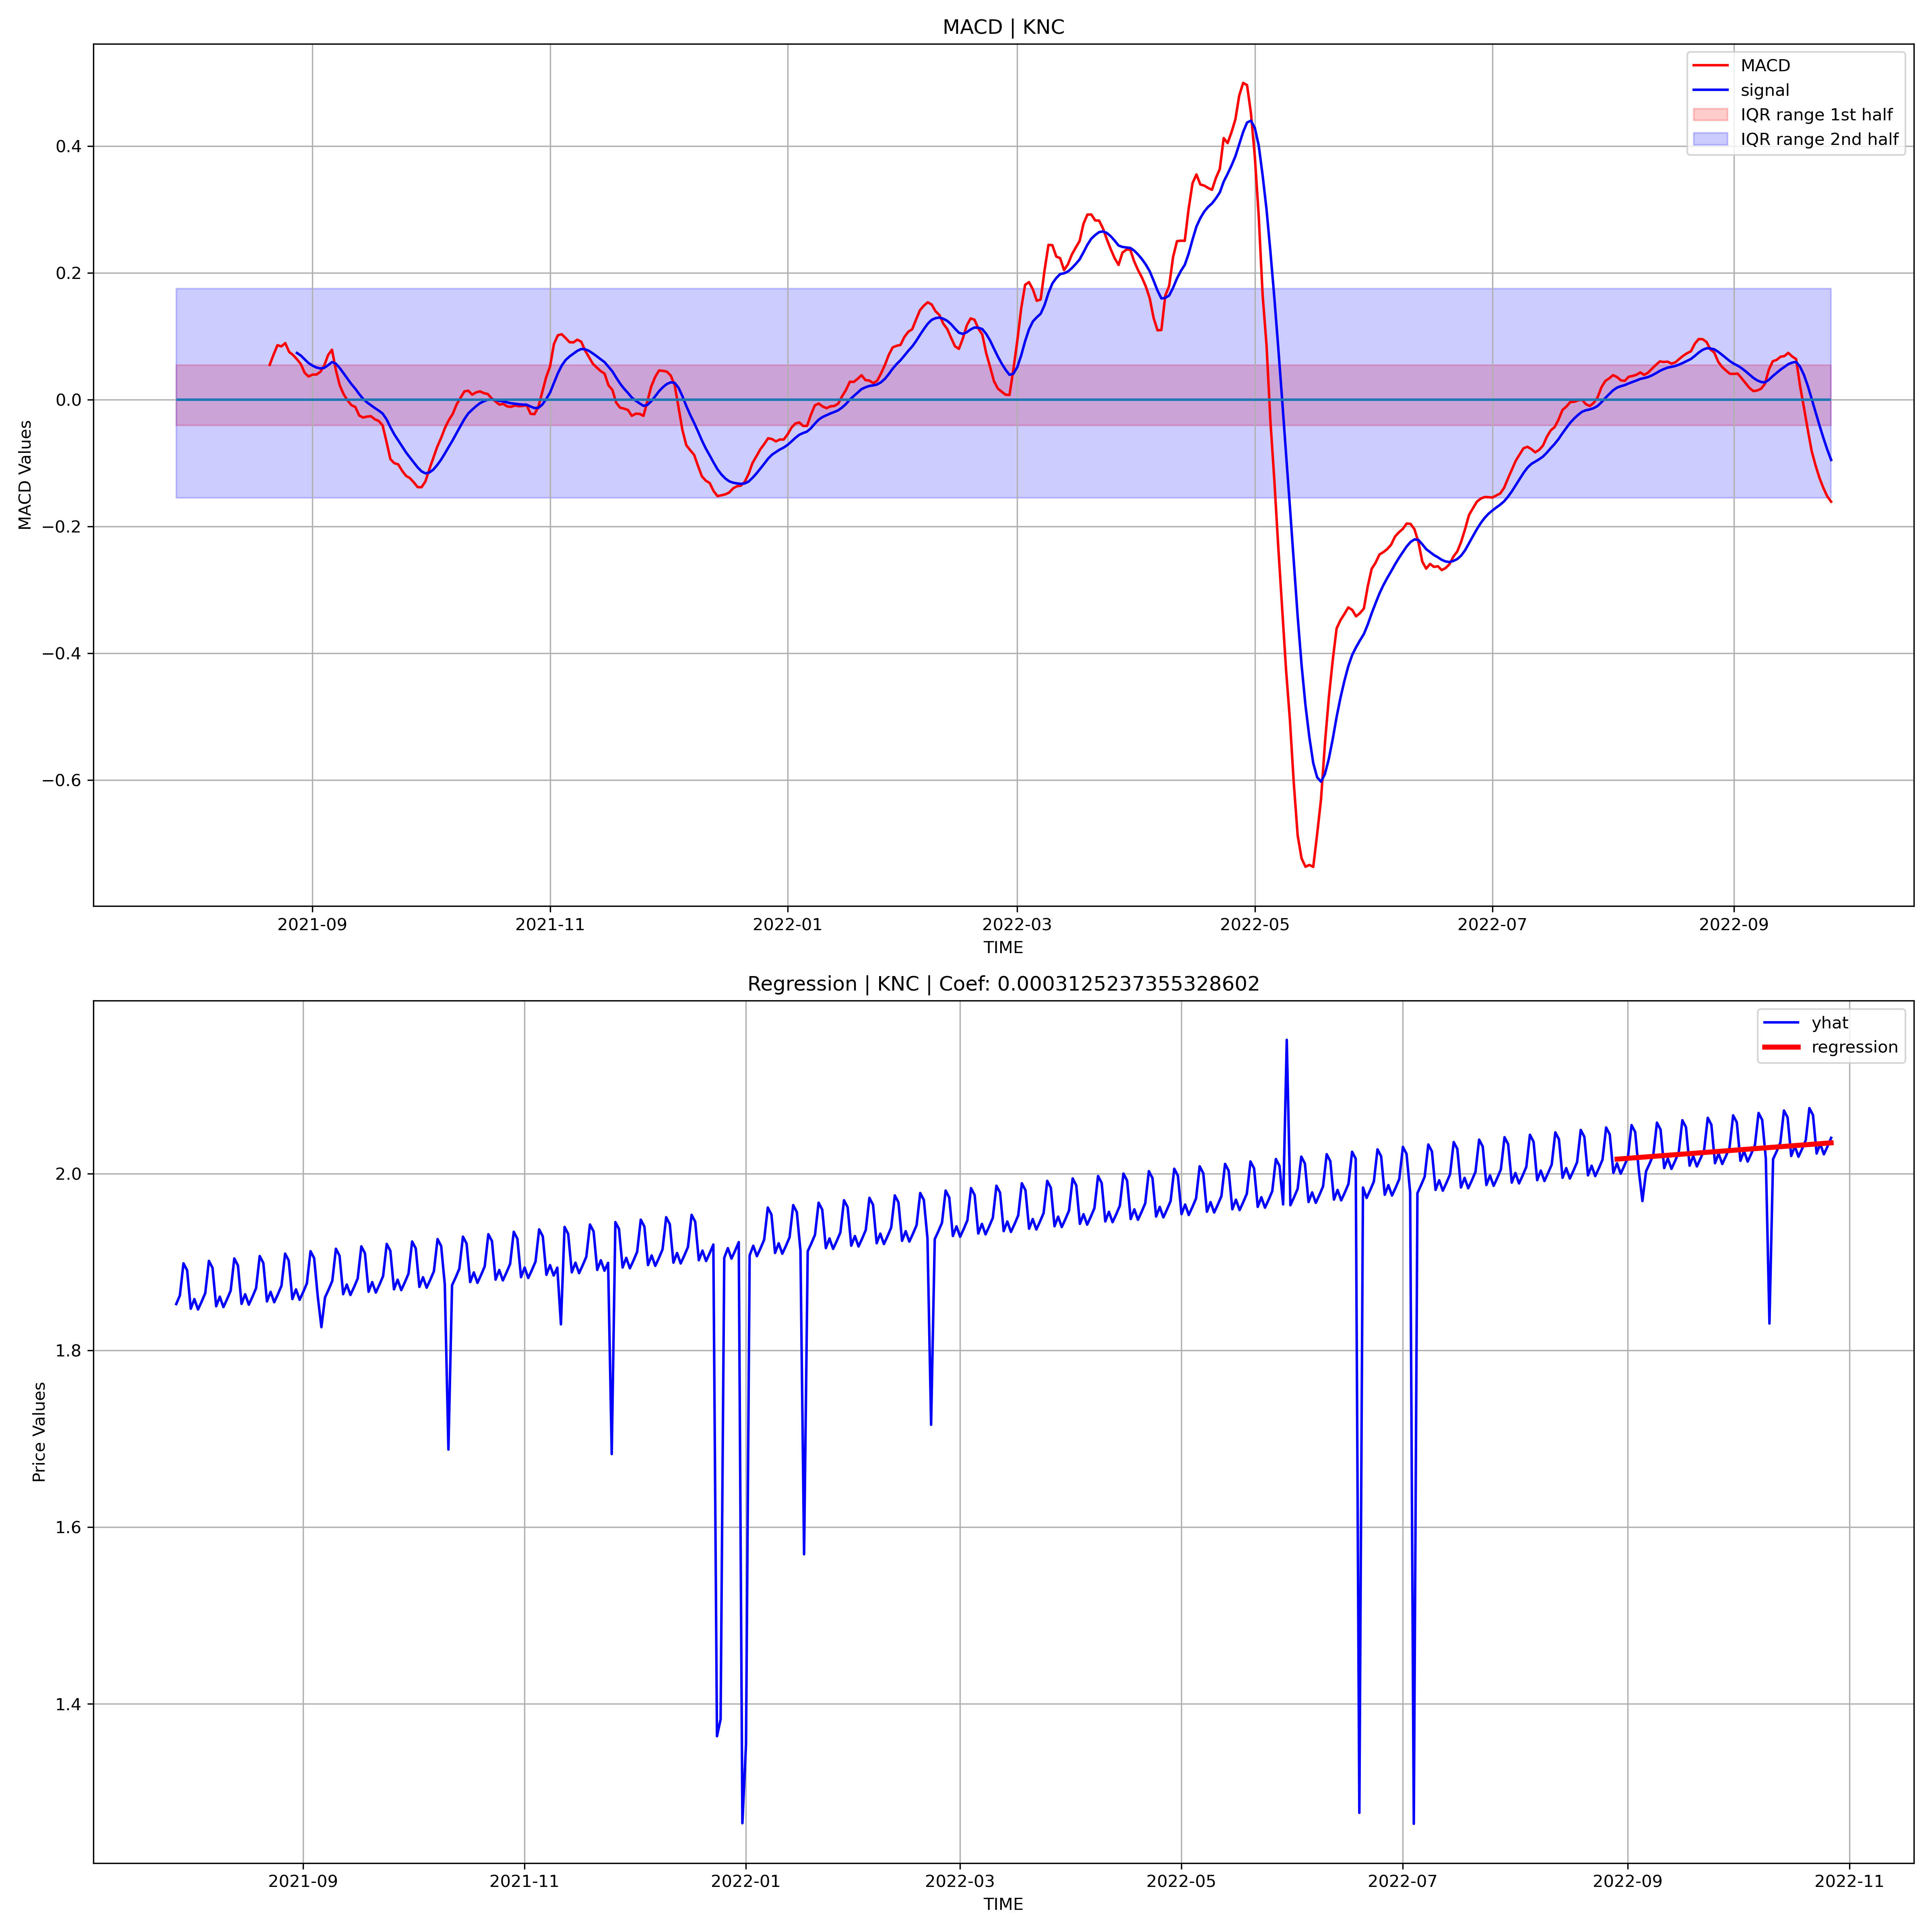 MACD | KNC
MACD
signal
IQR range 1st half
IQR range 2nd half
0.4
0.2
0.0
−0.2
−0.4
−0.6
MACD Values
2021-09
2021-11
2022-01
2022-03
2022-05
2022-07
2022-09
TIME
Regression | KNC | Coef: 0.0003125237355328602
yhat
regression
2.0
1.8
1.6
1.4
Price Values
2021-09
2021-11
2022-01
2022-03
2022-05
2022-07
2022-09
2022-11
TIME